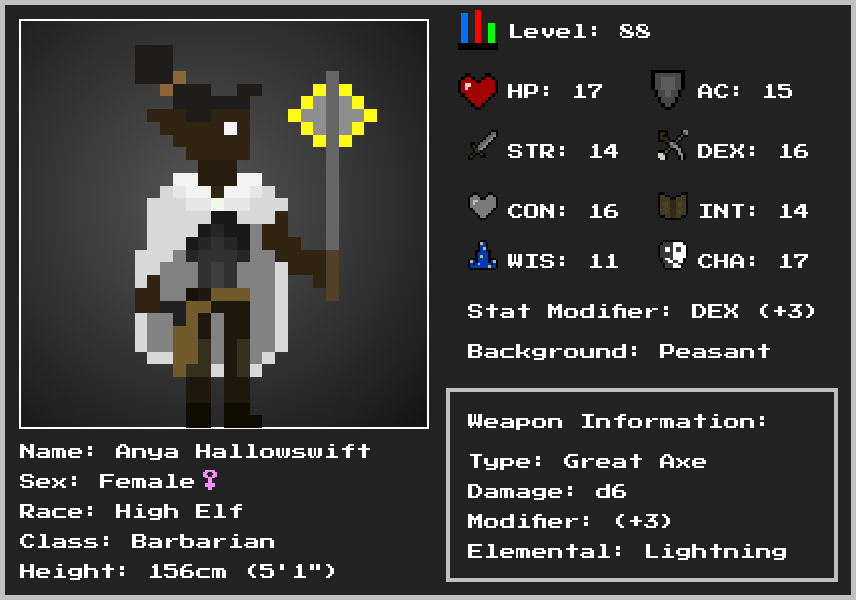 Level: 88
HP: 17 AC: 15
STR: 14 DEX: 16
CON: 16 INT: 14
WIS: 11 CHA: 17
Stat Modifier: DEX (+3)
Background: Peasant
Weapon Information:
Type: Great Axe
Damage: d6
Modifier: (+3)
Elemental: Lightning
Name: Anya Hallowswift
Sex: Female♀
Race: High Elf
Class: Barbarian
Height: 156cm (5'1")